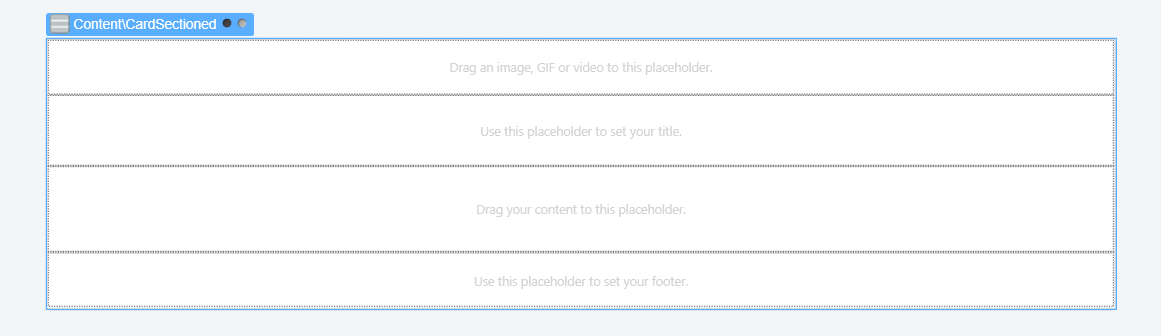 Content\CardSectioned
Drag an image, GIF or video to this placeholder.
Use this placeholder to set your title.
Drag your content to this placeholder.
Use this placeholder to set your footer.